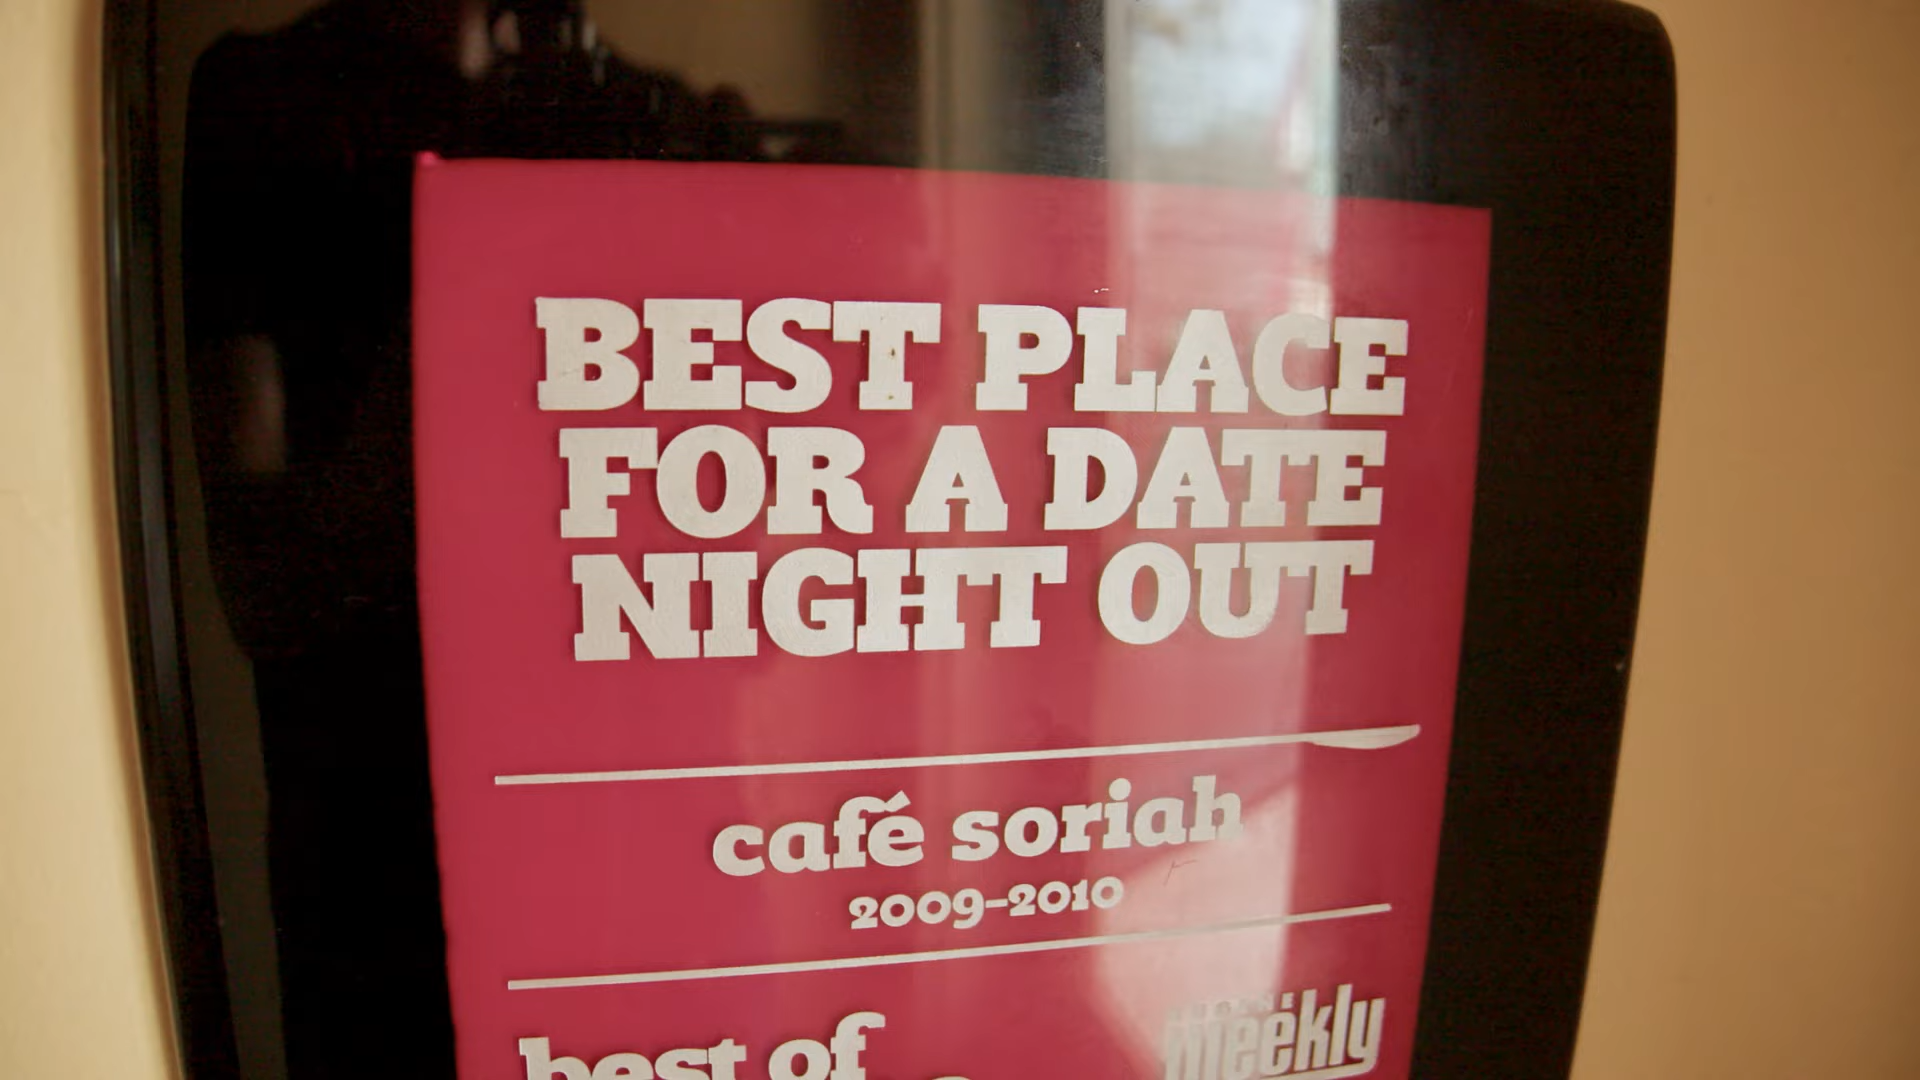 BEST PLACE
FOR A DATE
NIGHT OUT
café soriah
2009–2010
best of
weekly